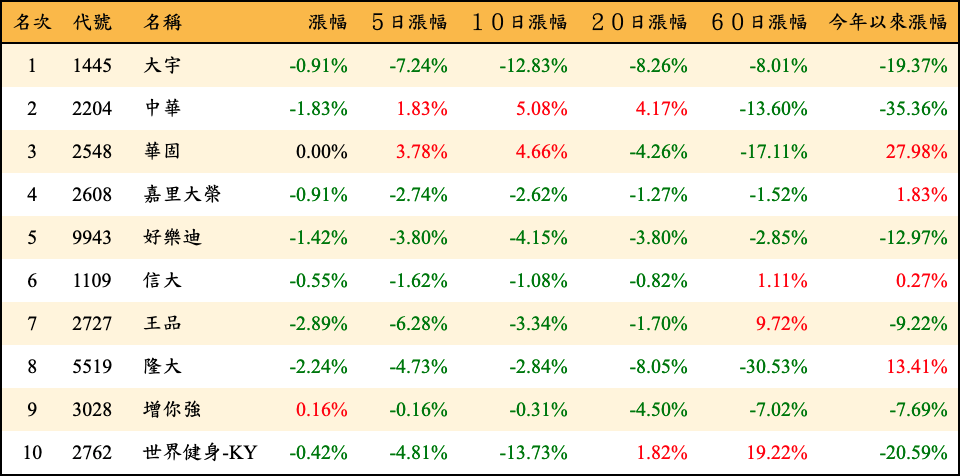 名次 代號 名稱 漲幅 ５日漲幅 １０日漲幅 ２０日漲幅 ６０日漲幅 今年以來漲幅
1 1445 大宇 -0.91% -7.24% -12.83% -8.26% -8.01% -19.37%
2 2204 中華 -1.83% 1.83% 5.08% 4.17% -13.60% -35.36%
3 2548 華固 0.00% 3.78% 4.66% -4.26% -17.11% 27.98%
4 2608 嘉里大榮 -0.91% -2.74% -2.62% -1.27% -1.52% 1.83%
5 9943 好樂迪 -1.42% -3.80% -4.15% -3.80% -2.85% -12.97%
6 1109 信大 -0.55% -1.62% -1.08% -0.82% 1.11% 0.27%
7 2727 王品 -2.89% -6.28% -3.34% -1.70% 9.72% -9.22%
8 5519 隆大 -2.24% -4.73% -2.84% -8.05% -30.53% 13.41%
9 3028 增你強 0.16% -0.16% -0.31% -4.50% -7.02% -7.69%
10 2762 世界健身-KY -0.42% -4.81% -13.73% 1.82% 19.22% -20.59%